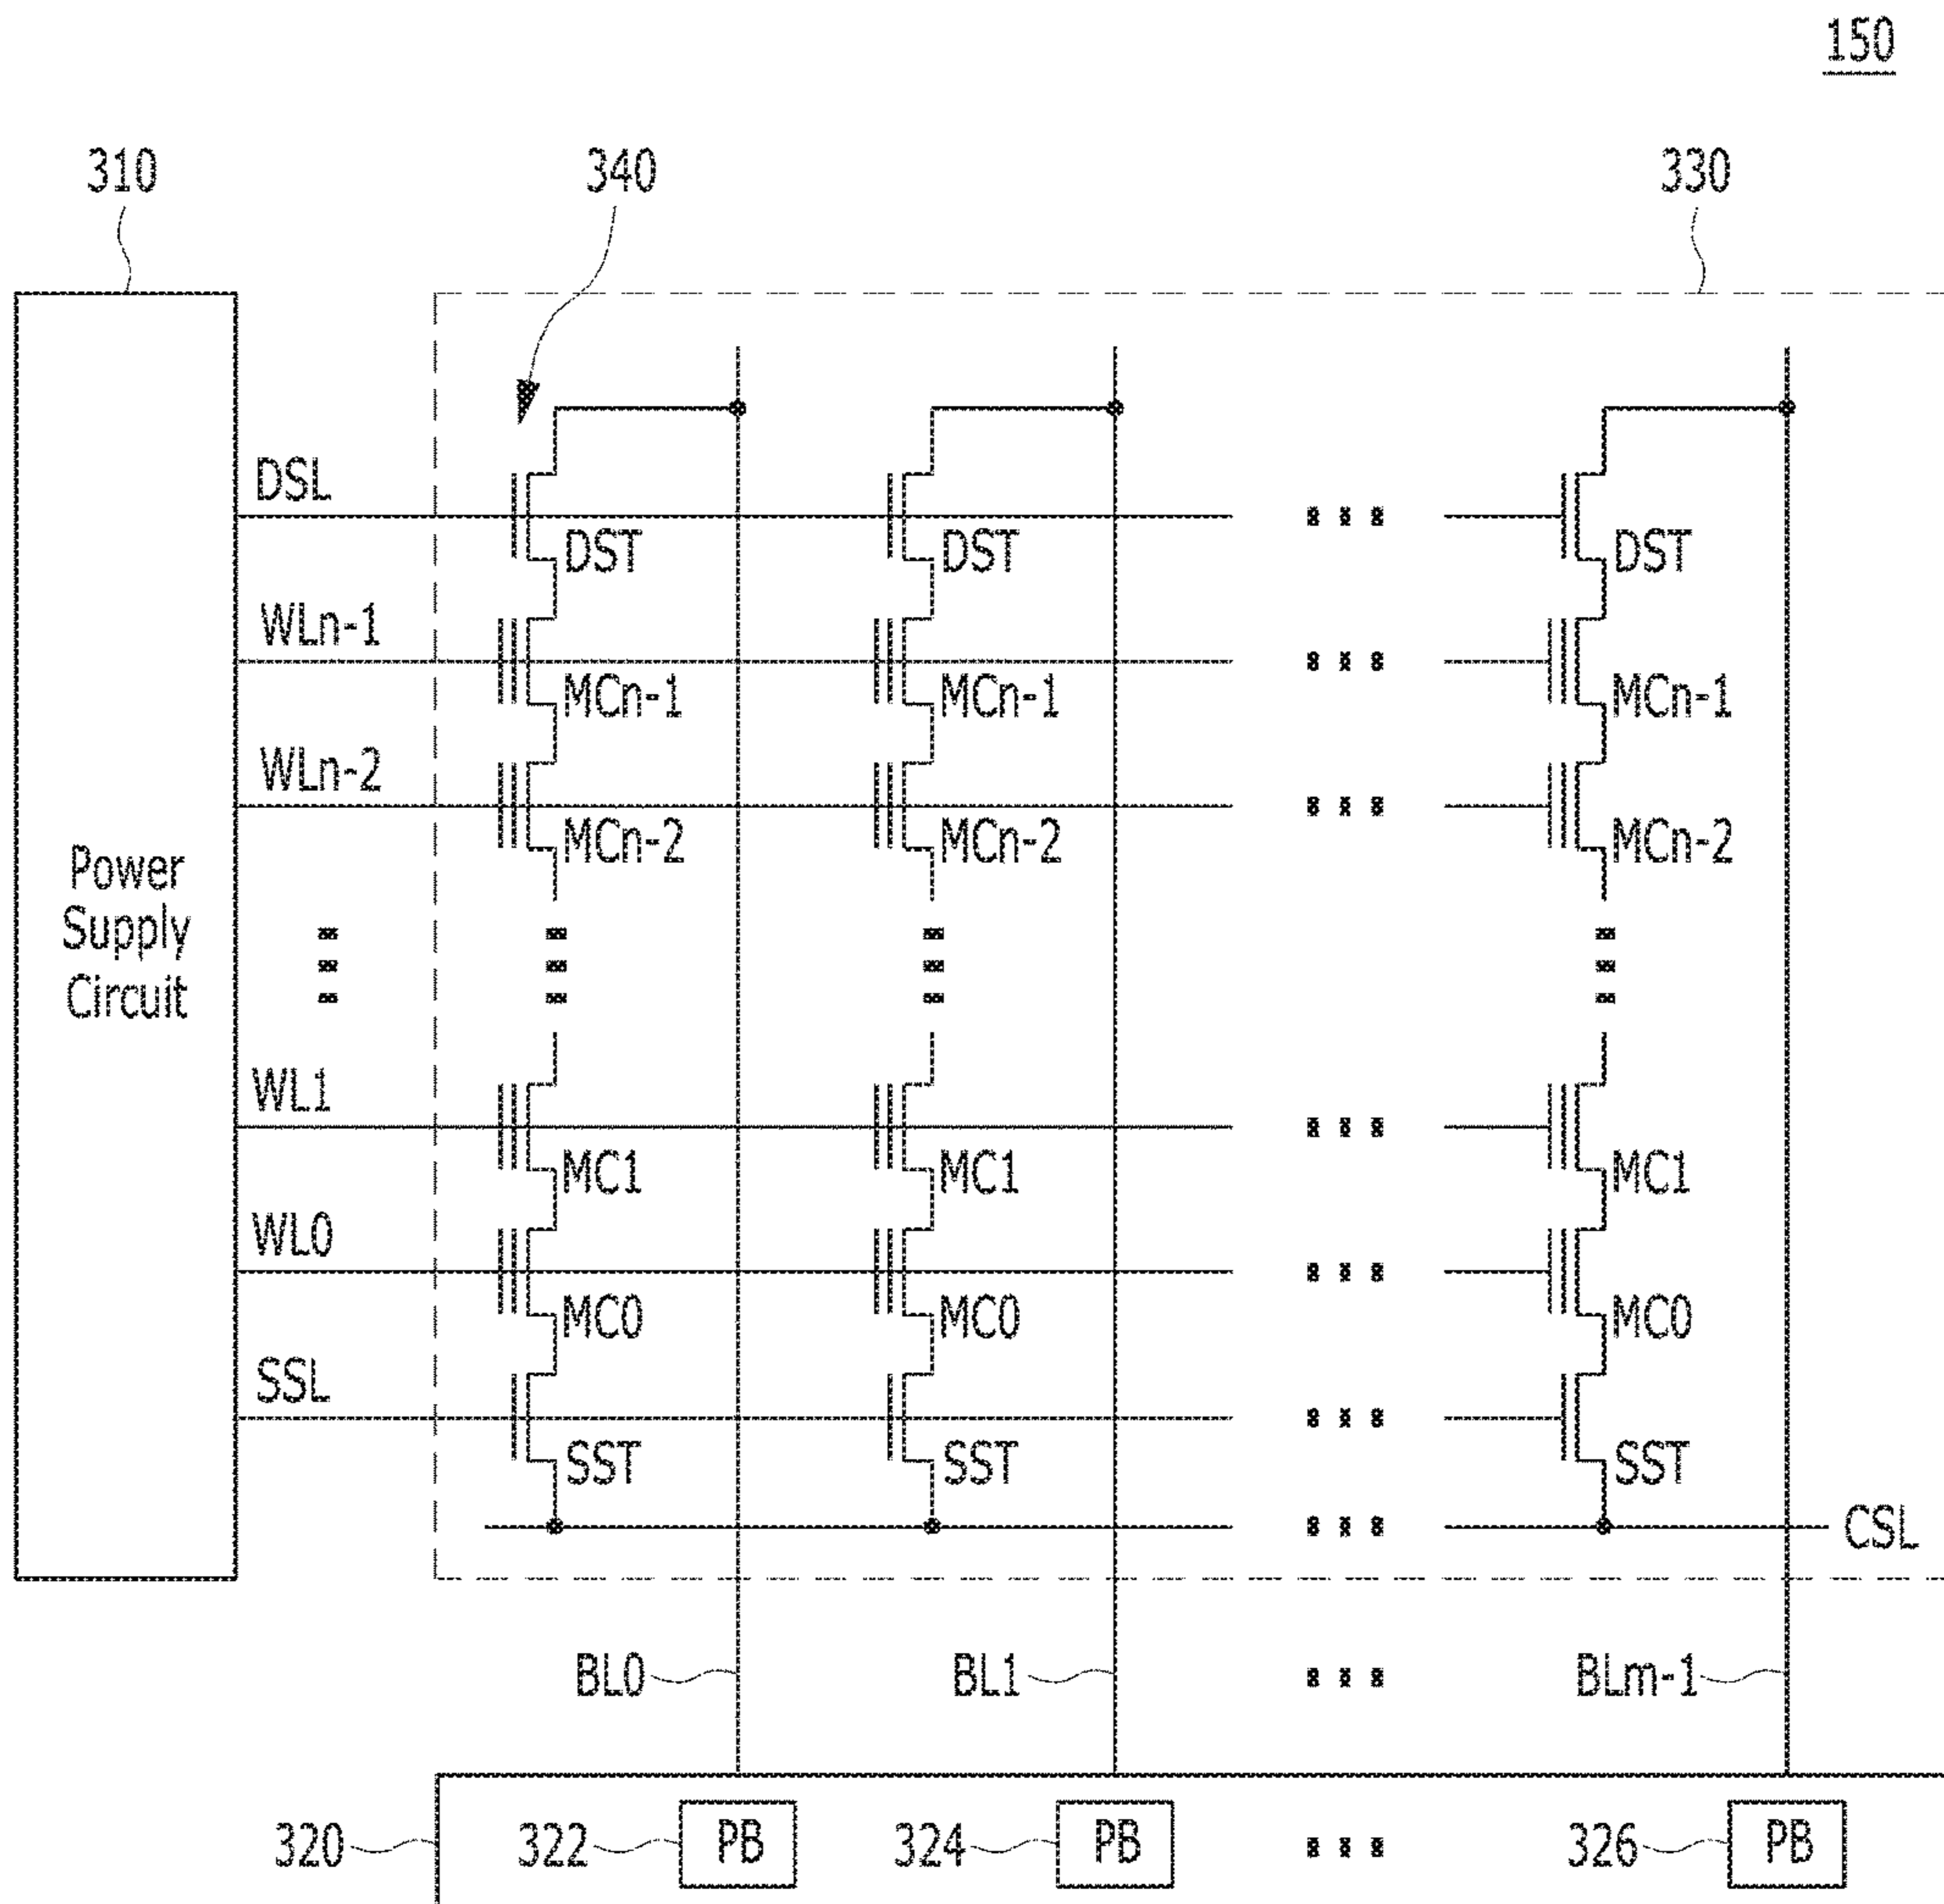 150
310 340 330
DSL
DST DST DST
WLn-1
MCn-1 MCn-1 MCn-1
WLn-2
MCn-2 MCn-2 MCn-2
Power
Supply
Circuit
WL1
MC1 MC1 MC1
WL0
MC0 MC0 MC0
SSL
SST SST SST
CSL
BL0 BL1 BLm-1
320 322 PB 324 PB 326 PB